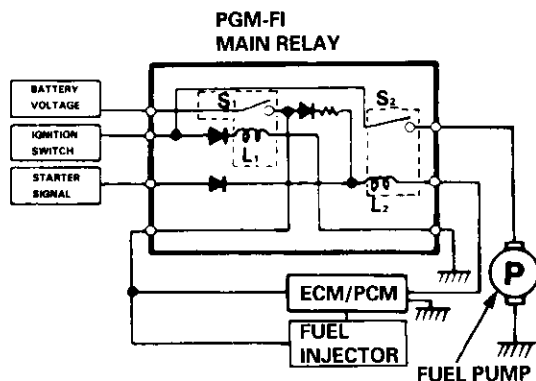 PGM-FI
MAIN RELAY
BATTERY
VOLTAGE
IGNITION
SWITCH
STARTER
SIGNAL
S1
L1
S2
L2
ECM/PCM
FUEL
INJECTOR
P
FUEL PUMP